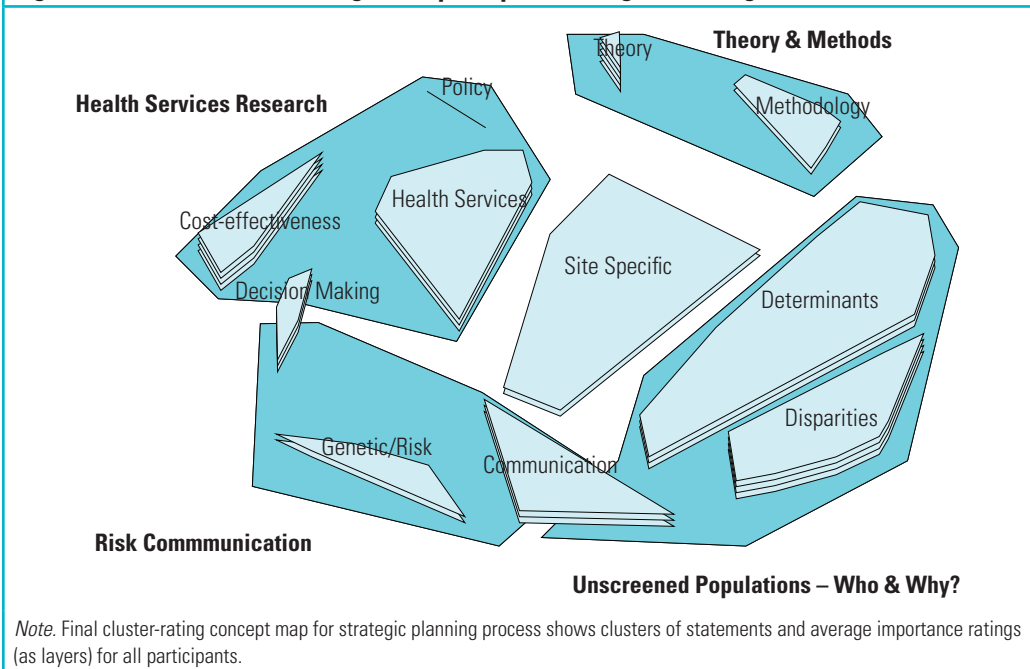 Theory & Methods
Theory
Methodology
Health Services Research
Policy
Health Services
Cost-effectiveness
Decision Making
Site Specific
Determinants
Disparities
Genetic/Risk
Communication
Risk Commmunication
Unscreened Populations – Who & Why?
Note. Final cluster-rating concept map for strategic planning process shows clusters of statements and average importance ratings
(as layers) for all participants.